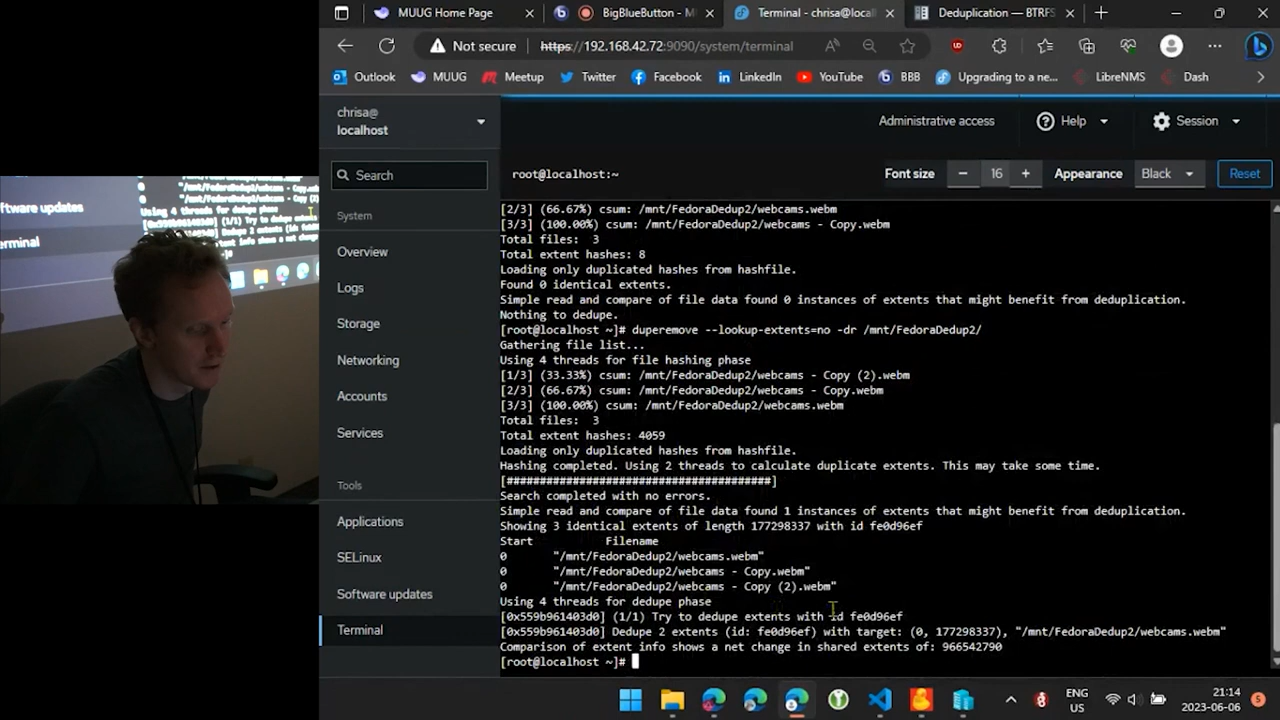 MUUG Home Page
BigBlueButton - M
Terminal - chrisa@local
Deduplication — BTRFS
Not secure
https://192.168.42.72:9090/system/terminal
Outlook
MUUG
Meetup
Twitter
Facebook
LinkedIn
YouTube
BBB
Upgrading to a ne...
LibreNMS
Dash
chrisa@
localhost
Administrative access
Help
Session
Search
root@localhost:~
Font size
16
Appearance
Black
Reset
System
Overview
Logs
Storage
Networking
Accounts
Services
Tools
Applications
SELinux
Software updates
Terminal
[2/3] (66.67%) csum: /mnt/FedoraDedup2/webcams.webm
[3/3] (100.00%) csum: /mnt/FedoraDedup2/webcams - Copy.webm
Total files:  3
Total extent hashes: 8
Loading only duplicated hashes from hashfile.
Found 0 identical extents.
Simple read and compare of file data found 0 instances of extents that might benefit from deduplication.
Nothing to dedupe.
[root@localhost ~]# duperemove --lookup-extents=no -dr /mnt/FedoraDedup2/
Gathering file list...
Using 4 threads for file hashing phase
[1/3] (33.33%) csum: /mnt/FedoraDedup2/webcams - Copy (2).webm
[2/3] (66.67%) csum: /mnt/FedoraDedup2/webcams - Copy.webm
[3/3] (100.00%) csum: /mnt/FedoraDedup2/webcams.webm
Total files:  3
Total extent hashes: 4059
Loading only duplicated hashes from hashfile.
Hashing completed. Using 2 threads to calculate duplicate extents. This may take some time.
[########################################]
Search completed with no errors.
Simple read and compare of file data found 1 instances of extents that might benefit from deduplication.
Showing 3 identical extents of length 177298337 with id fe0d96ef
Start Filename
0 "/mnt/FedoraDedup2/webcams.webm"
0 "/mnt/FedoraDedup2/webcams - Copy.webm"
0 "/mnt/FedoraDedup2/webcams - Copy (2).webm"
Using 4 threads for dedupe phase
[0x559b961403d0] (1/1) Try to dedupe extents with id fe0d96ef
[0x559b961403d0] Dedupe 2 extents (id: fe0d96ef) with target: (0, 177298337), "/mnt/FedoraDedup2/webcams.webm"
Comparison of extent info shows a net change in shared extents of: 966542790
[root@localhost ~]#
ENG
US
21:14
2023-06-06
5